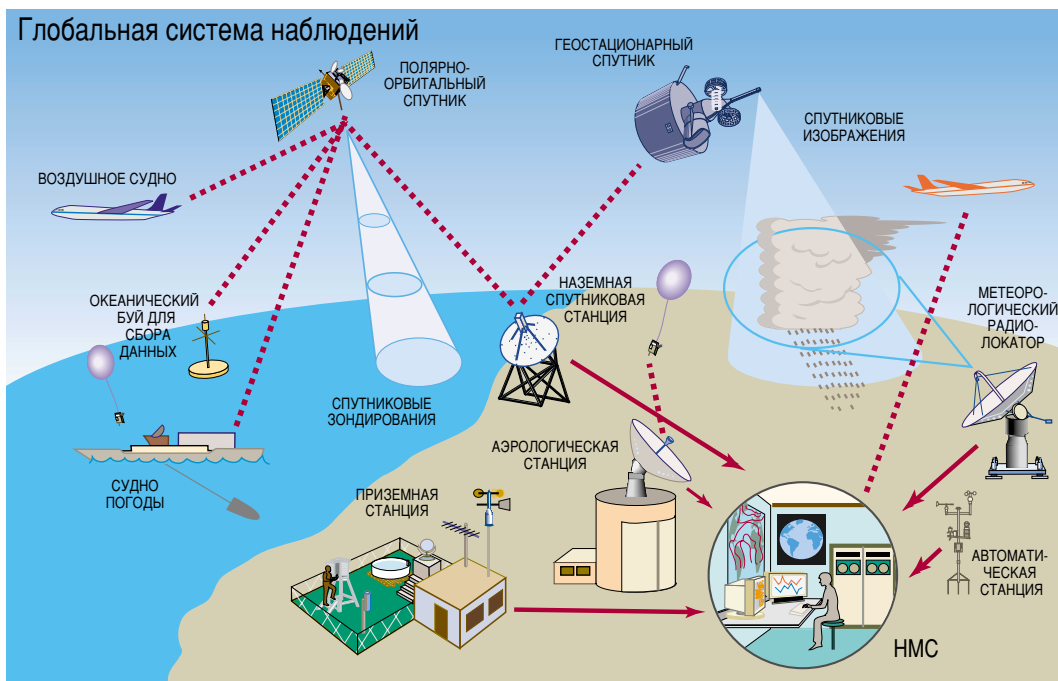 Глобальная система наблюдений
ПОЛЯРНО-
ОРБИТАЛЬНЫЙ
СПУТНИК
ГЕОСТАЦИОНАРНЫЙ
СПУТНИК
СПУТНИКОВЫЕ
ИЗОБРАЖЕНИЯ
ВОЗДУШНОЕ СУДНО
ОКЕАНИЧЕСКИЙ
БУЙ ДЛЯ
СБОРА
ДАННЫХ
НАЗЕМНАЯ
СПУТНИКОВАЯ
СТАНЦИЯ
МЕТЕОРО-
ЛОГИЧЕСКИЙ
РАДИО-
ЛОКАТОР
СПУТНИКОВЫЕ
ЗОНДИРОВАНИЯ
АЭРОЛОГИЧЕСКАЯ
СТАНЦИЯ
СУДНО
ПОГОДЫ
ПРИЗЕМНАЯ
СТАНЦИЯ
АВТОМАТИ-
ЧЕСКАЯ
СТАНЦИЯ
НМС